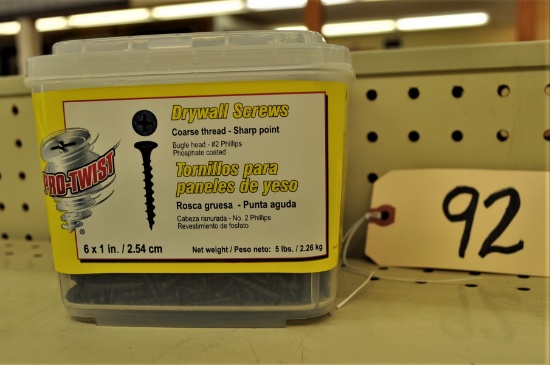 Drywall Screws
Coarse thread - Sharp point
Bugle head - #2 Phillips
Phosphate coated
PRO-TWIST
®
Tornillos para
paneles de yeso
Rosca gruesa - Punta aguda
Cabeza ranurada - No. 2 Phillips
Revestimiento de fosfato
6 x 1 in. / 2.54 cm
Net weight / Peso neto: 5 lbs. / 2.26 kg
92